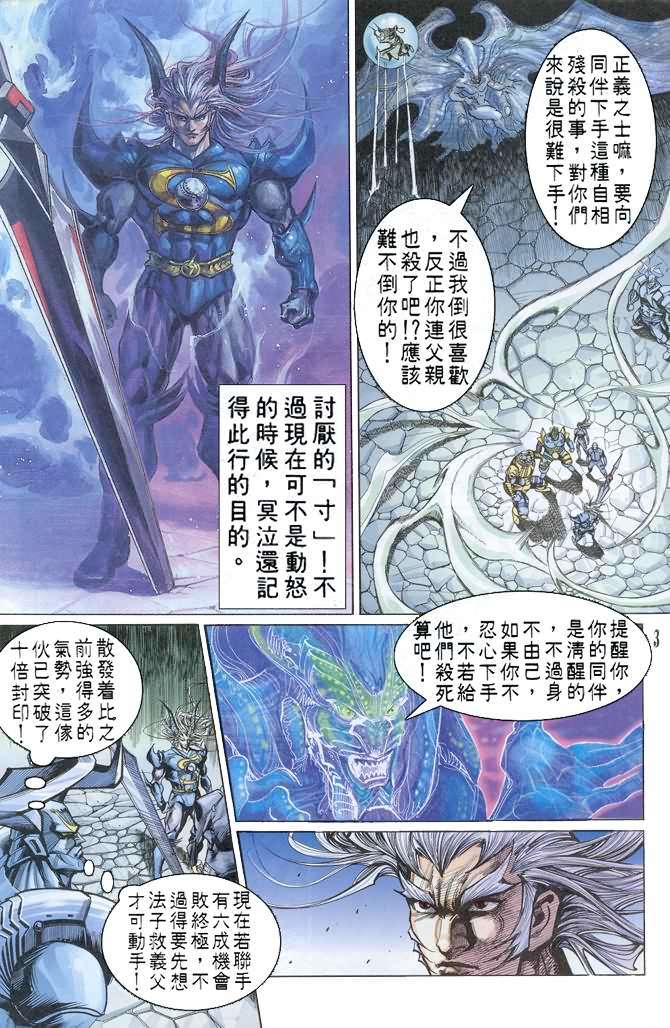 正義之士嘛，要向
同伴下手這種自相
殘殺的事，對你們
來說是很難下手！
不過我倒很喜歡
，反正你連父親
也殺了吧!?應該
難不倒你的！
討厭的「寸」！不
過現在可不是動怒
的時候，冥泣還記
得此行的目的。
提醒你，
你的同伴
是清醒的
，不過身
不由己，
如果你不
忍心下手
，不若給
他們殺死
算吧！
3
散發着比之
前強得多的
氣勢，這傢
伙已突破了
十倍封印！
現在若聯手
有六成機會
敗終極，不
過得要先想
法子救義父
才可動手！